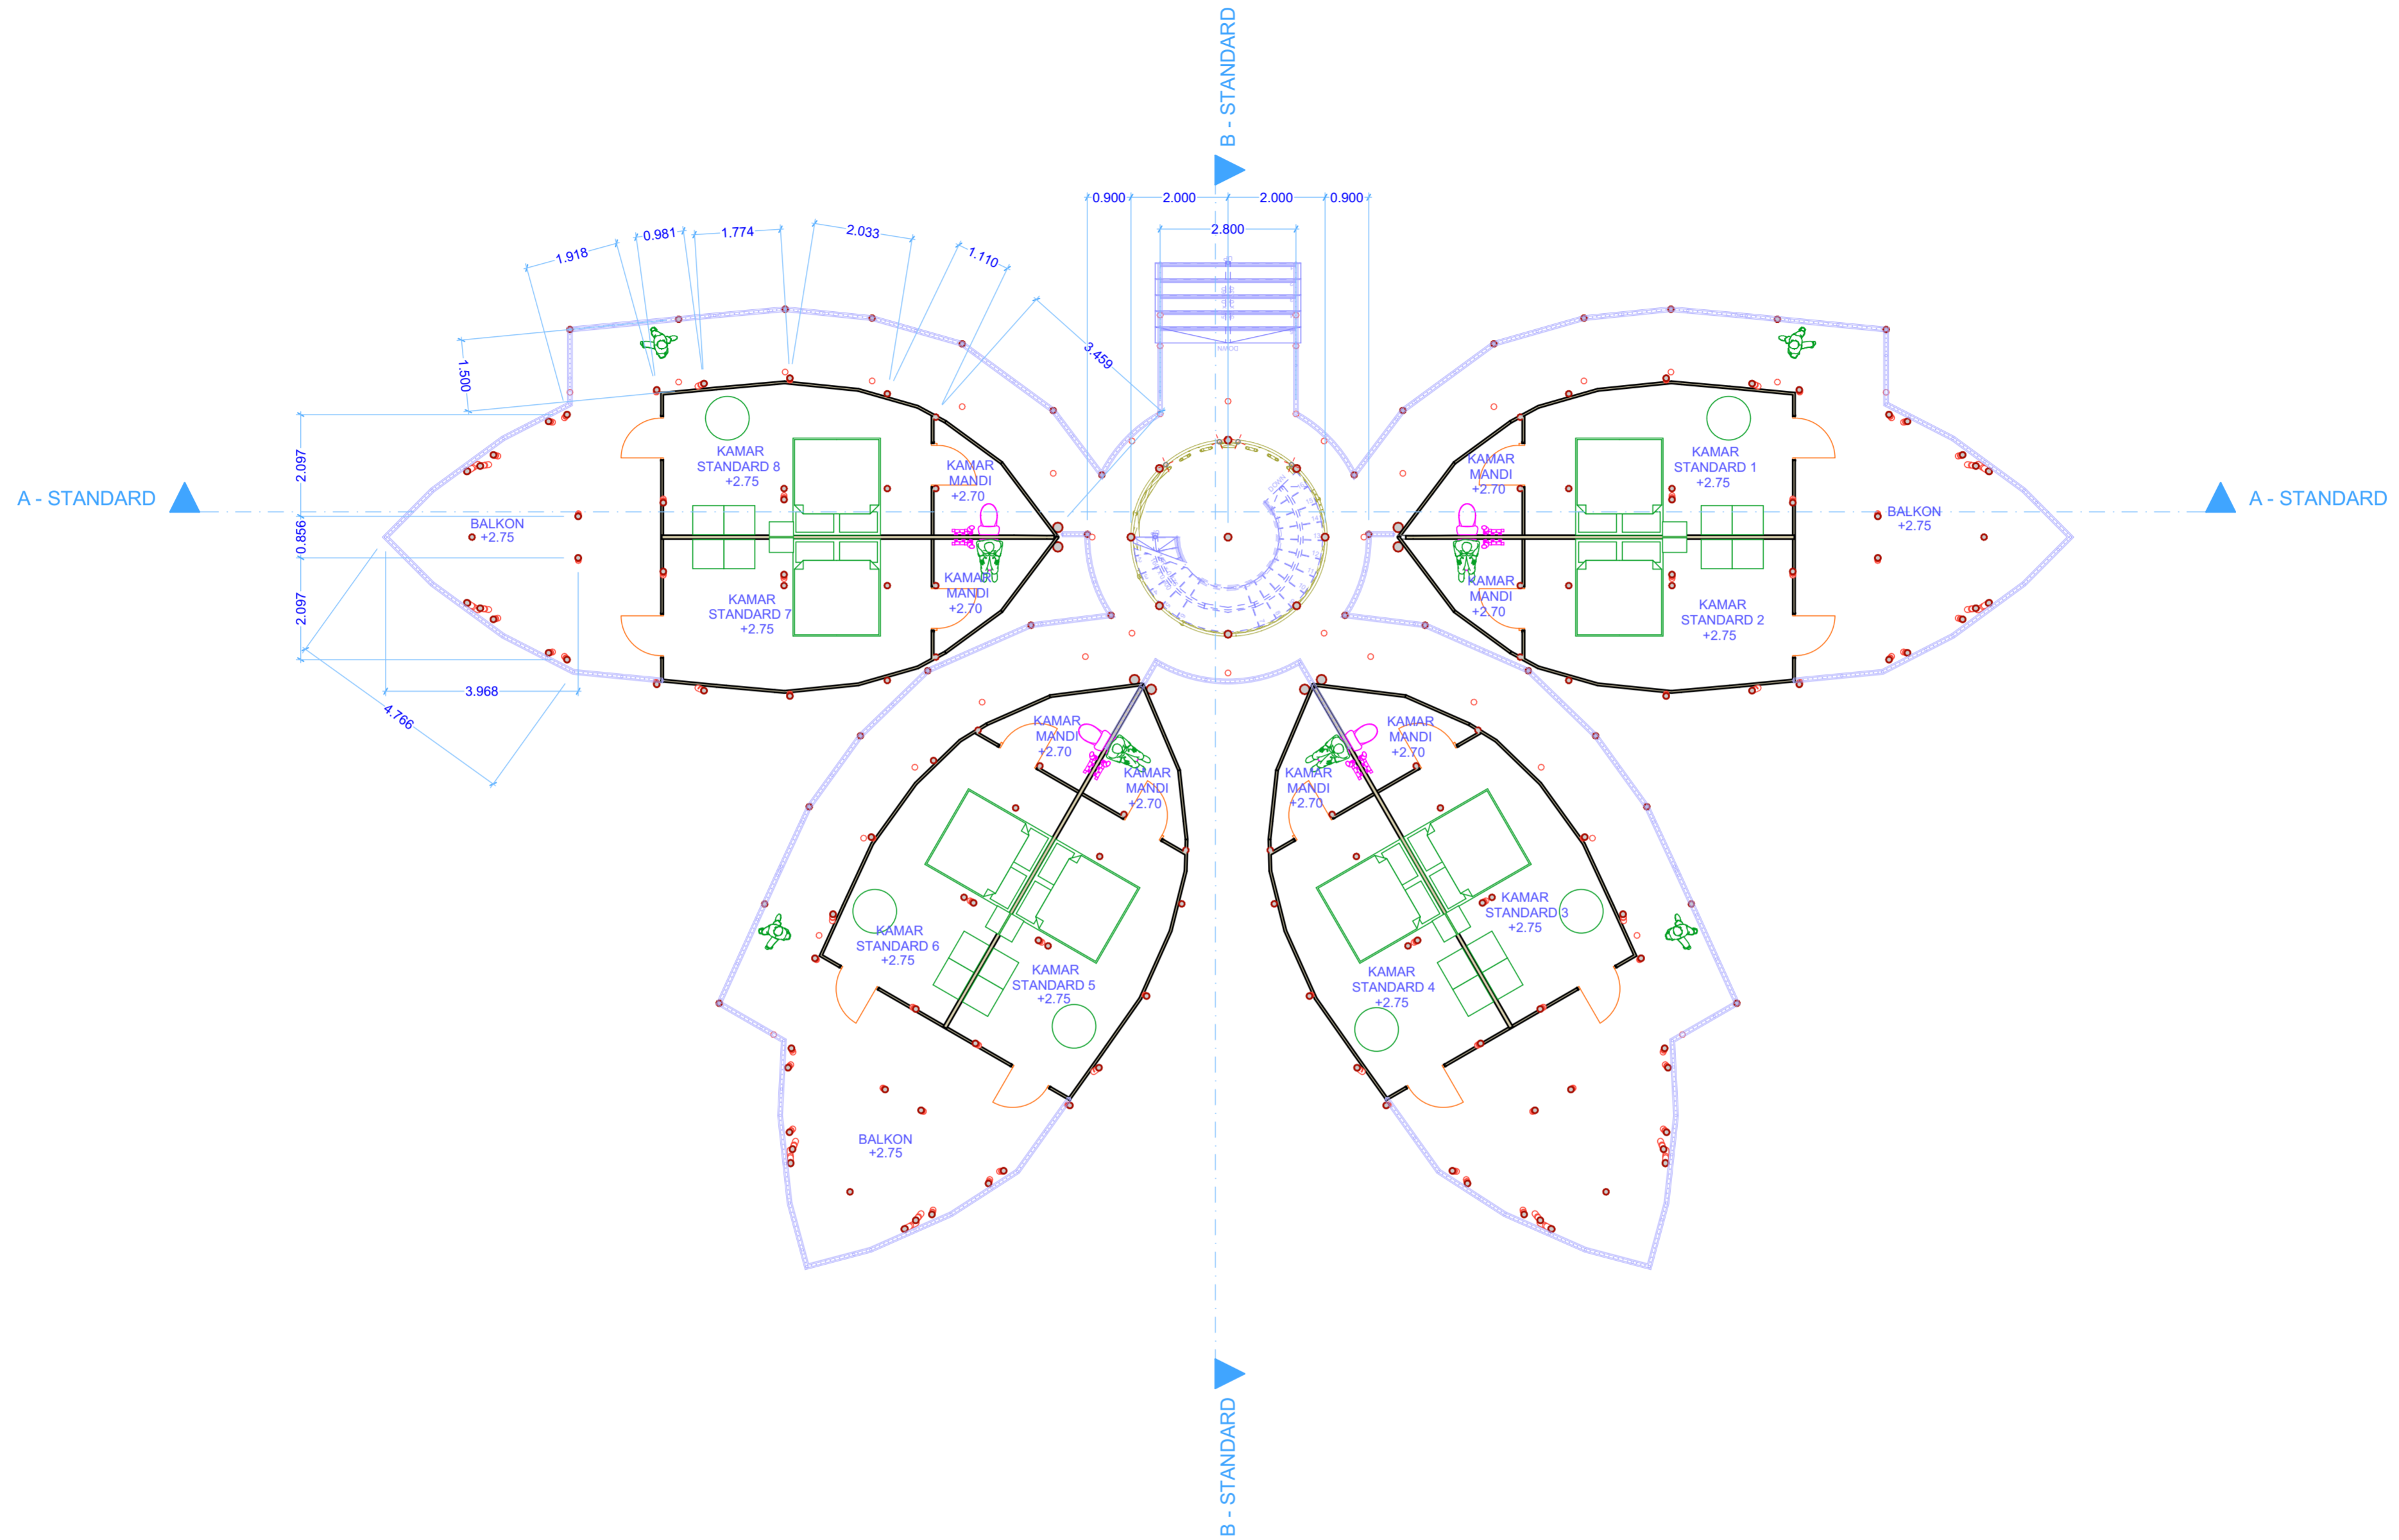 B - STANDARD
0.900
2.000
2.000
0.900
2.800
1.918
0.981
1.774
2.033
1.110
3.459
1.500
2.097
0.856
2.097
3.968
4.766
A - STANDARD
A - STANDARD
DOWN
DOWN
KAMAR
STANDARD 8
+2.75
KAMAR
MANDI
+2.70
BALKON
+2.75
KAMAR
STANDARD 7
+2.75
KAMAR
MANDI
+2.70
KAMAR
MANDI
+2.70
KAMAR
STANDARD 1
+2.75
BALKON
+2.75
KAMAR
MANDI
+2.70
KAMAR
STANDARD 2
+2.75
KAMAR
MANDI
+2.70
KAMAR
MANDI
+2.70
KAMAR
MANDI
+2.70
KAMAR
MANDI
+2.70
KAMAR
STANDARD 6
+2.75
KAMAR
STANDARD 5
+2.75
KAMAR
STANDARD 3
+2.75
KAMAR
STANDARD 4
+2.75
BALKON
+2.75
B - STANDARD